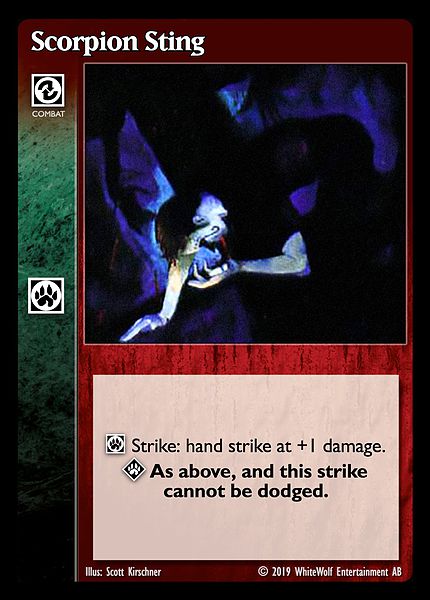 Scorpion Sting
COMBAT
Strike: hand strike at +1 damage.
As above, and this strike
cannot be dodged.
Illus: Scott Kirschner
© 2019 WhiteWolf Entertainment AB